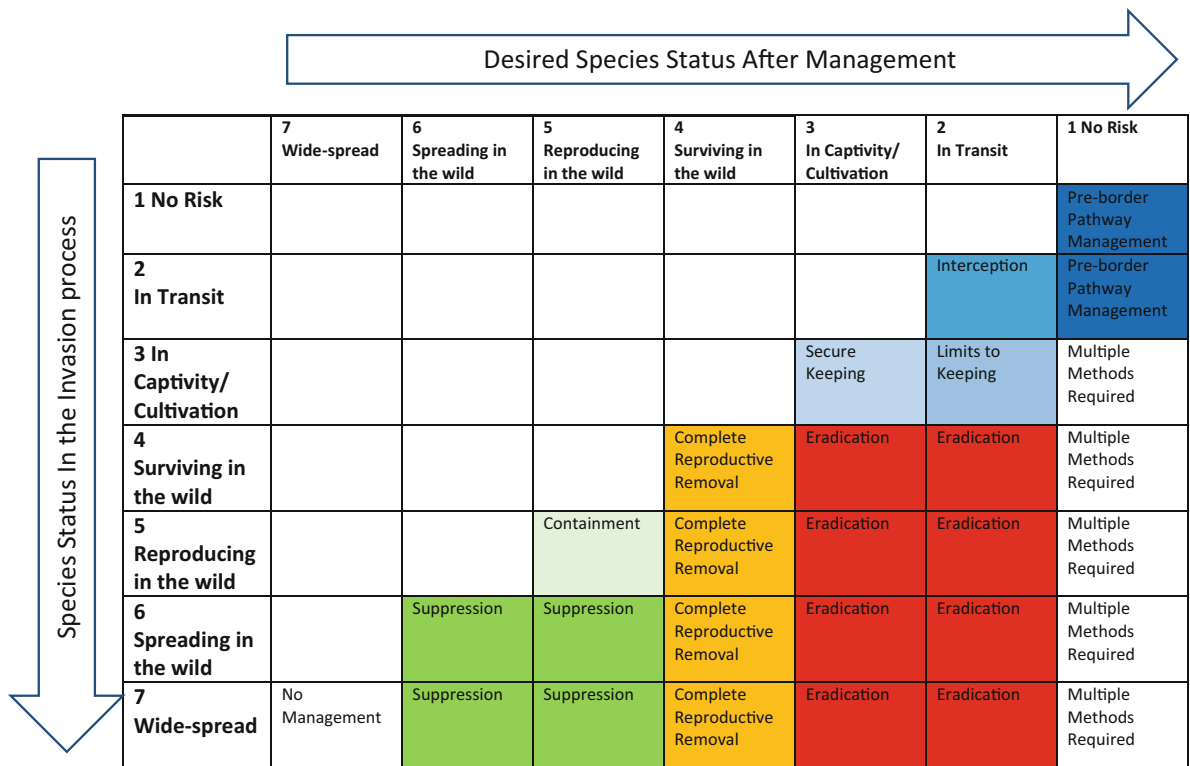 Desired Species Status After Management
Species Status In the Invasion process
7
Wide-spread
6
Spreading in
the wild
5
Reproducing
in the wild
4
Surviving in
the wild
3
In Captivity/
Cultivation
2
In Transit
1 No Risk
1 No Risk
Pre-border
Pathway
Management
2
In Transit
Interception
Pre-border
Pathway
Management
3 In
Captivity/
Cultivation
Secure
Keeping
Limits to
Keeping
Multiple
Methods
Required
4
Surviving in
the wild
Complete
Reproductive
Removal
Eradication
Eradication
Multiple
Methods
Required
5
Reproducing
in the wild
Containment
Complete
Reproductive
Removal
Eradication
Eradication
Multiple
Methods
Required
6
Spreading in
the wild
Suppression
Suppression
Complete
Reproductive
Removal
Eradication
Eradication
Multiple
Methods
Required
7
Wide-spread
No
Management
Suppression
Suppression
Complete
Reproductive
Removal
Eradication
Eradication
Multiple
Methods
Required